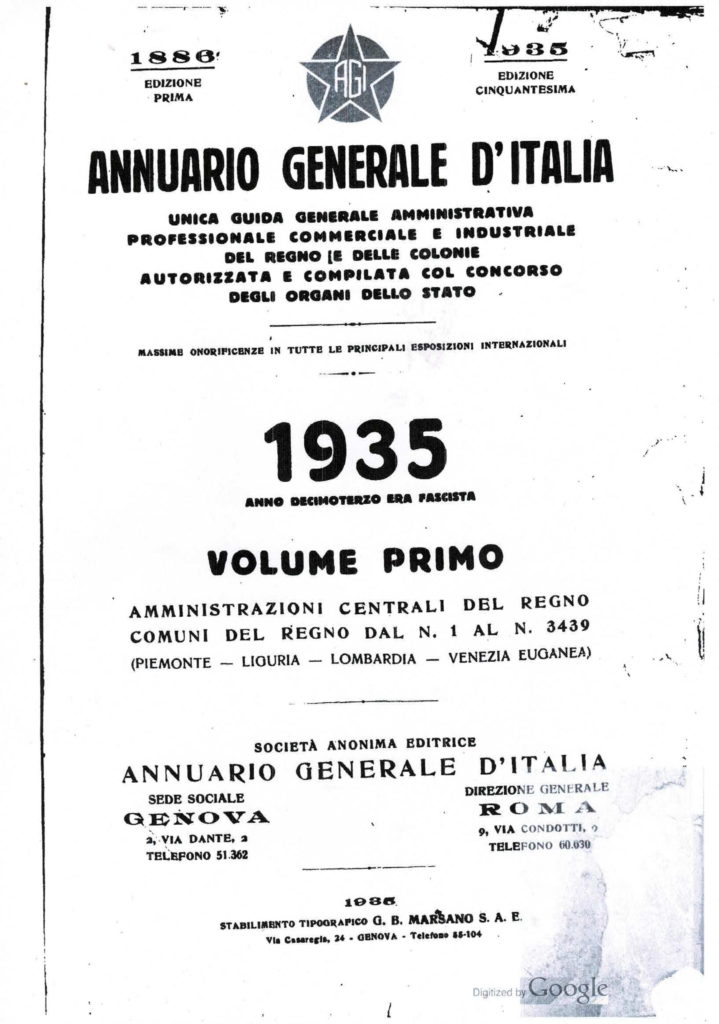 1886
EDIZIONE
PRIMA
AGI
1935
EDIZIONE
CINQUANTESIMA
ANNUARIO GENERALE D'ITALIA
UNICA GUIDA GENERALE AMMINISTRATIVA
PROFESSIONALE COMMERCIALE E INDUSTRIALE
DEL REGNO [E DELLE COLONIE
AUTORIZZATA E COMPILATA COL CONCORSO
DEGLI ORGANI DELLO STATO
MASSIME ONORIFICENZE IN TUTTE LE PRINCIPALI ESPOSIZIONI INTERNAZIONALI
1935
ANNO DECIMOTERZO ERA FASCISTA
VOLUME PRIMO
AMMINISTRAZIONI CENTRALI DEL REGNO
COMUNI DEL REGNO DAL N. 1 AL N. 3439
(PIEMONTE — LIGURIA — LOMBARDIA — VENEZIA EUGANEA)
SOCIETÀ ANONIMA EDITRICE
ANNUARIO GENERALE D'ITALIA
SEDE SOCIALE
GENOVA
2, VIA DANTE, 2
TELEFONO 51.362
DIREZIONE GENERALE
ROMA
9, VIA CONDOTTI, 9
TELEFONO 60.030
1935
STABILIMENTO TIPOGRAFICO G. B. MARSANO S. A. E.
Via Casaregis, 24 - GENOVA - Telefono 55-104
Digitized by Google